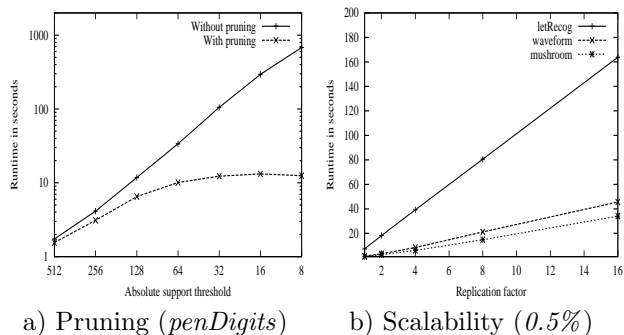 Runtime in seconds
1000
100
10
1
Without pruning
With pruning
512 256 128 64 32 16 8
Absolute support threshold
a) Pruning (penDigits)
Runtime in seconds
200
180
160
140
120
100
80
60
40
20
letRecog
waveform
mushroom
2 4 6 8 10 12 14 16
Replication factor
b) Scalability (0.5%)